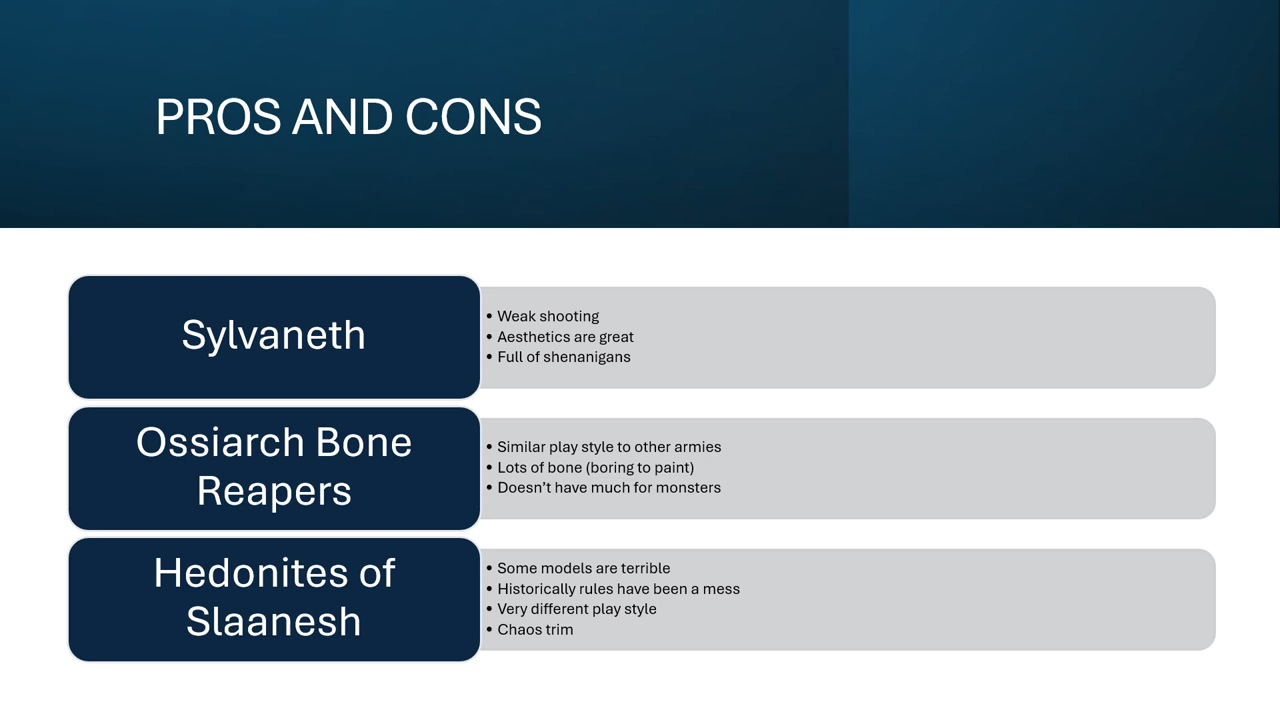 PROS AND CONS
Sylvaneth
• Weak shooting
• Aesthetics are great
• Full of shenanigans
Ossiarch Bone
Reapers
• Similar play style to other armies
• Lots of bone (boring to paint)
• Doesn’t have much for monsters
Hedonites of
Slaanesh
• Some models are terrible
• Historically rules have been a mess
• Very different play style
• Chaos trim